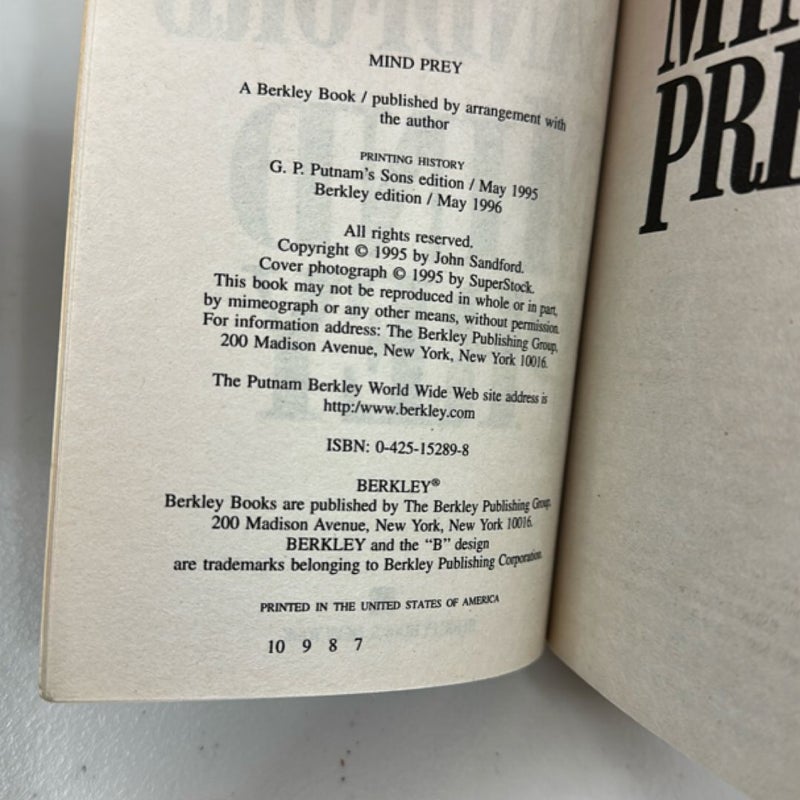 MIND PREY
A Berkley Book / published by arrangement with
the author
PRINTING HISTORY
G. P. Putnam's Sons edition / May 1995
Berkley edition / May 1996
All rights reserved.
Copyright © 1995 by John Sandford.
Cover photograph © 1995 by SuperStock.
This book may not be reproduced in whole or in part,
by mimeograph or any other means, without permission.
For information address: The Berkley Publishing Group,
200 Madison Avenue, New York, New York 10016.
The Putnam Berkley World Wide Web site address is
http:/www.berkley.com
ISBN: 0-425-15289-8
BERKLEY®
Berkley Books are published by The Berkley Publishing Group,
200 Madison Avenue, New York, New York 10016.
BERKLEY and the “B” design
are trademarks belonging to Berkley Publishing Corporation.
PRINTED IN THE UNITED STATES OF AMERICA
10 9 8 7